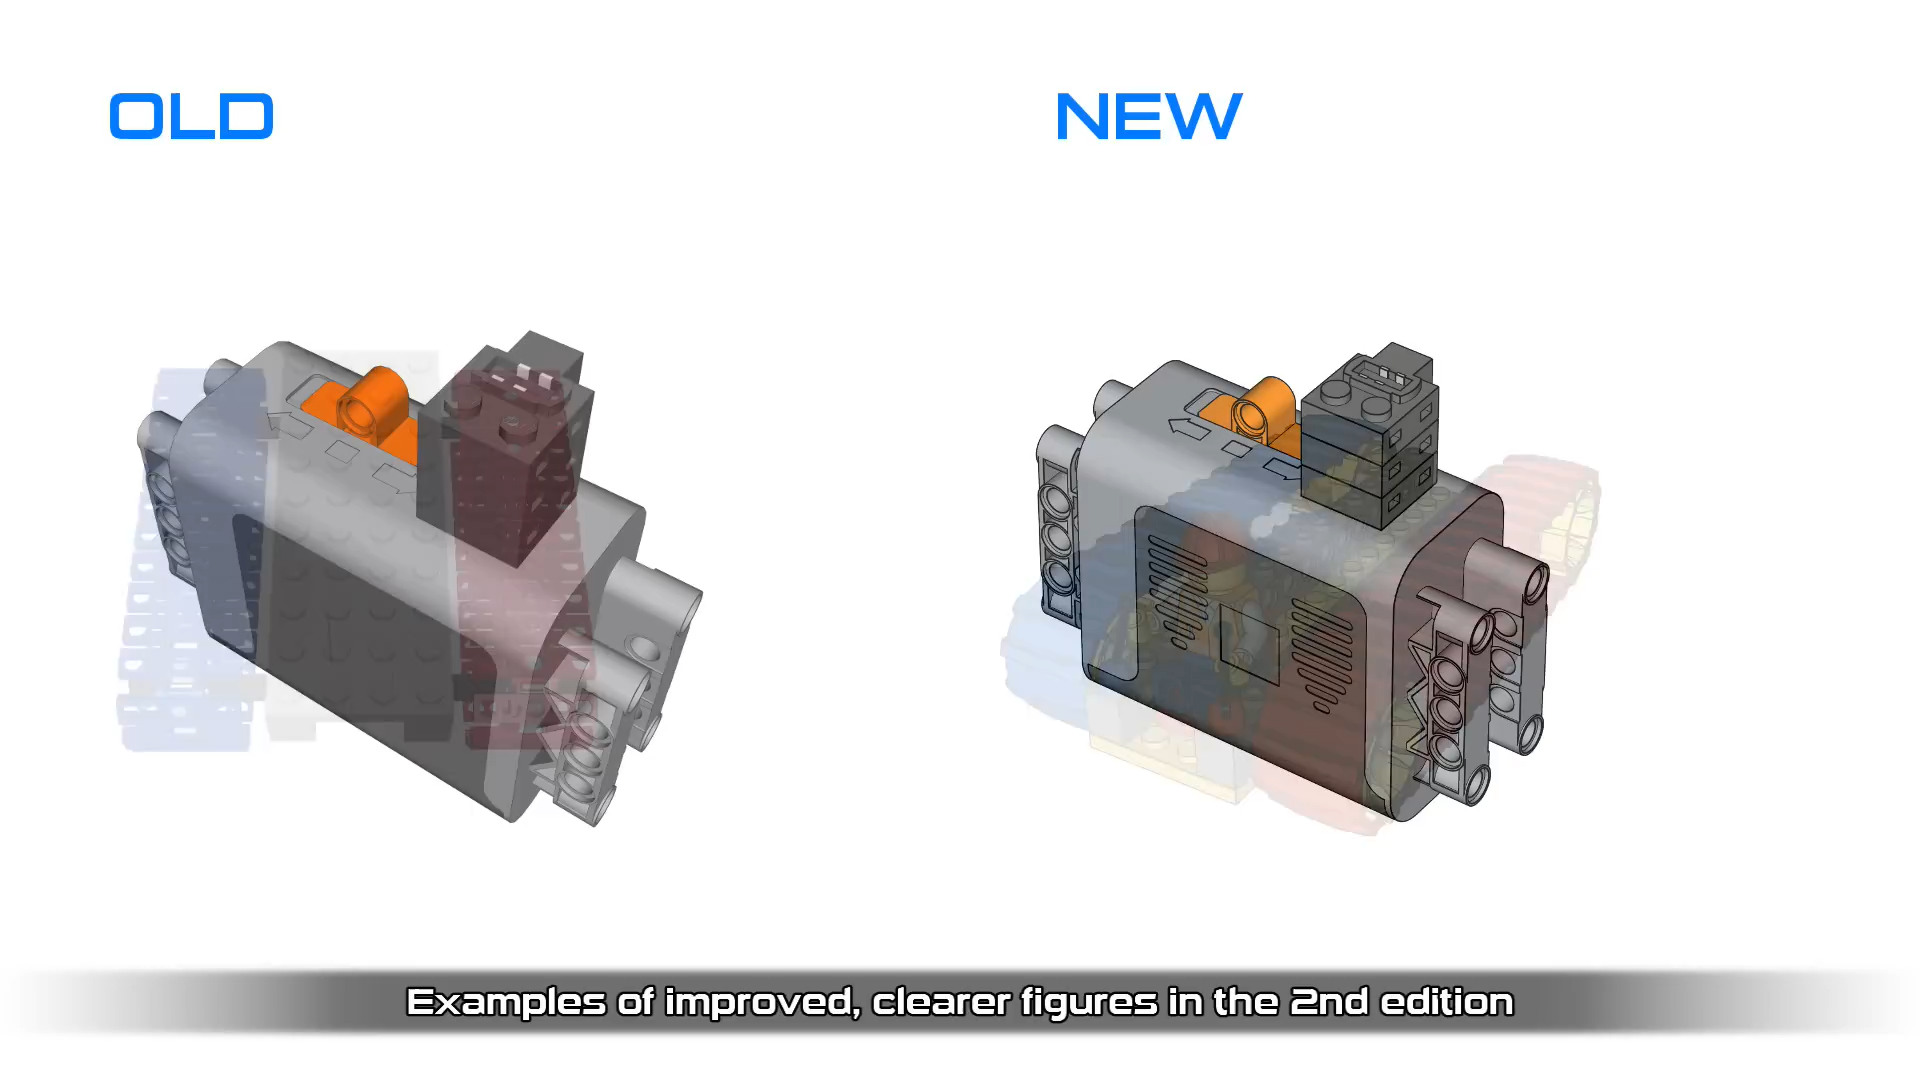 OLD
NEW
Examples of improved, clearer figures in the 2nd edition